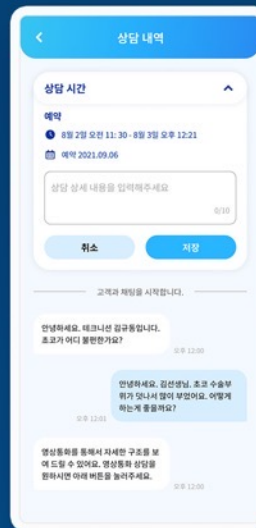 상담 내역
상담 시간
예약
8월 2일 오전 11: 30 - 8월 3일 오후 12:21
예약 2021.09.06
상담 상세 내용을 입력해주세요
0/10
취소
저장
고객과 채팅을 시작합니다.
안녕하세요. 테크니션 김규동입니다.
초코가 어디 불편한가요?
오후 12:00
안녕하세요, 김선생님. 초코 수술부
위가 덧나서 많이 부었어요. 어떻게
하는게 좋을까요?
오후 12:01
영상통화를 통해서 자세한 구조를 보
여 드릴 수 있어요. 영상통화 상담을
원하시면 아래 버튼을 눌러주세요.
오후 12:00